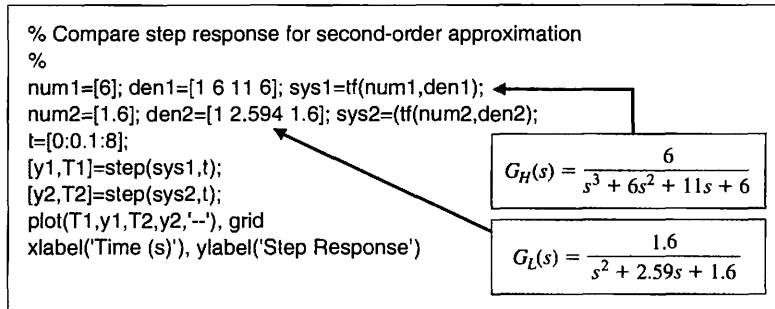 % Compare step response for second-order approximation
%
num1=[6]; den1=[1 6 11 6]; sys1=tf(num1,den1);
num2=[1.6]; den2=[1 2.594 1.6]; sys2=(tf(num2,den2);
t=[0:0.1:8];
[y1,T1]=step(sys1,t);
[y2,T2]=step(sys2,t);
plot(T1,y1,T2,y2,'--'), grid
xlabel('Time (s)'), ylabel('Step Response')
G_H(s) = 6 / (s^3 + 6s^2 + 11s + 6)
G_L(s) = 1.6 / (s^2 + 2.59s + 1.6)